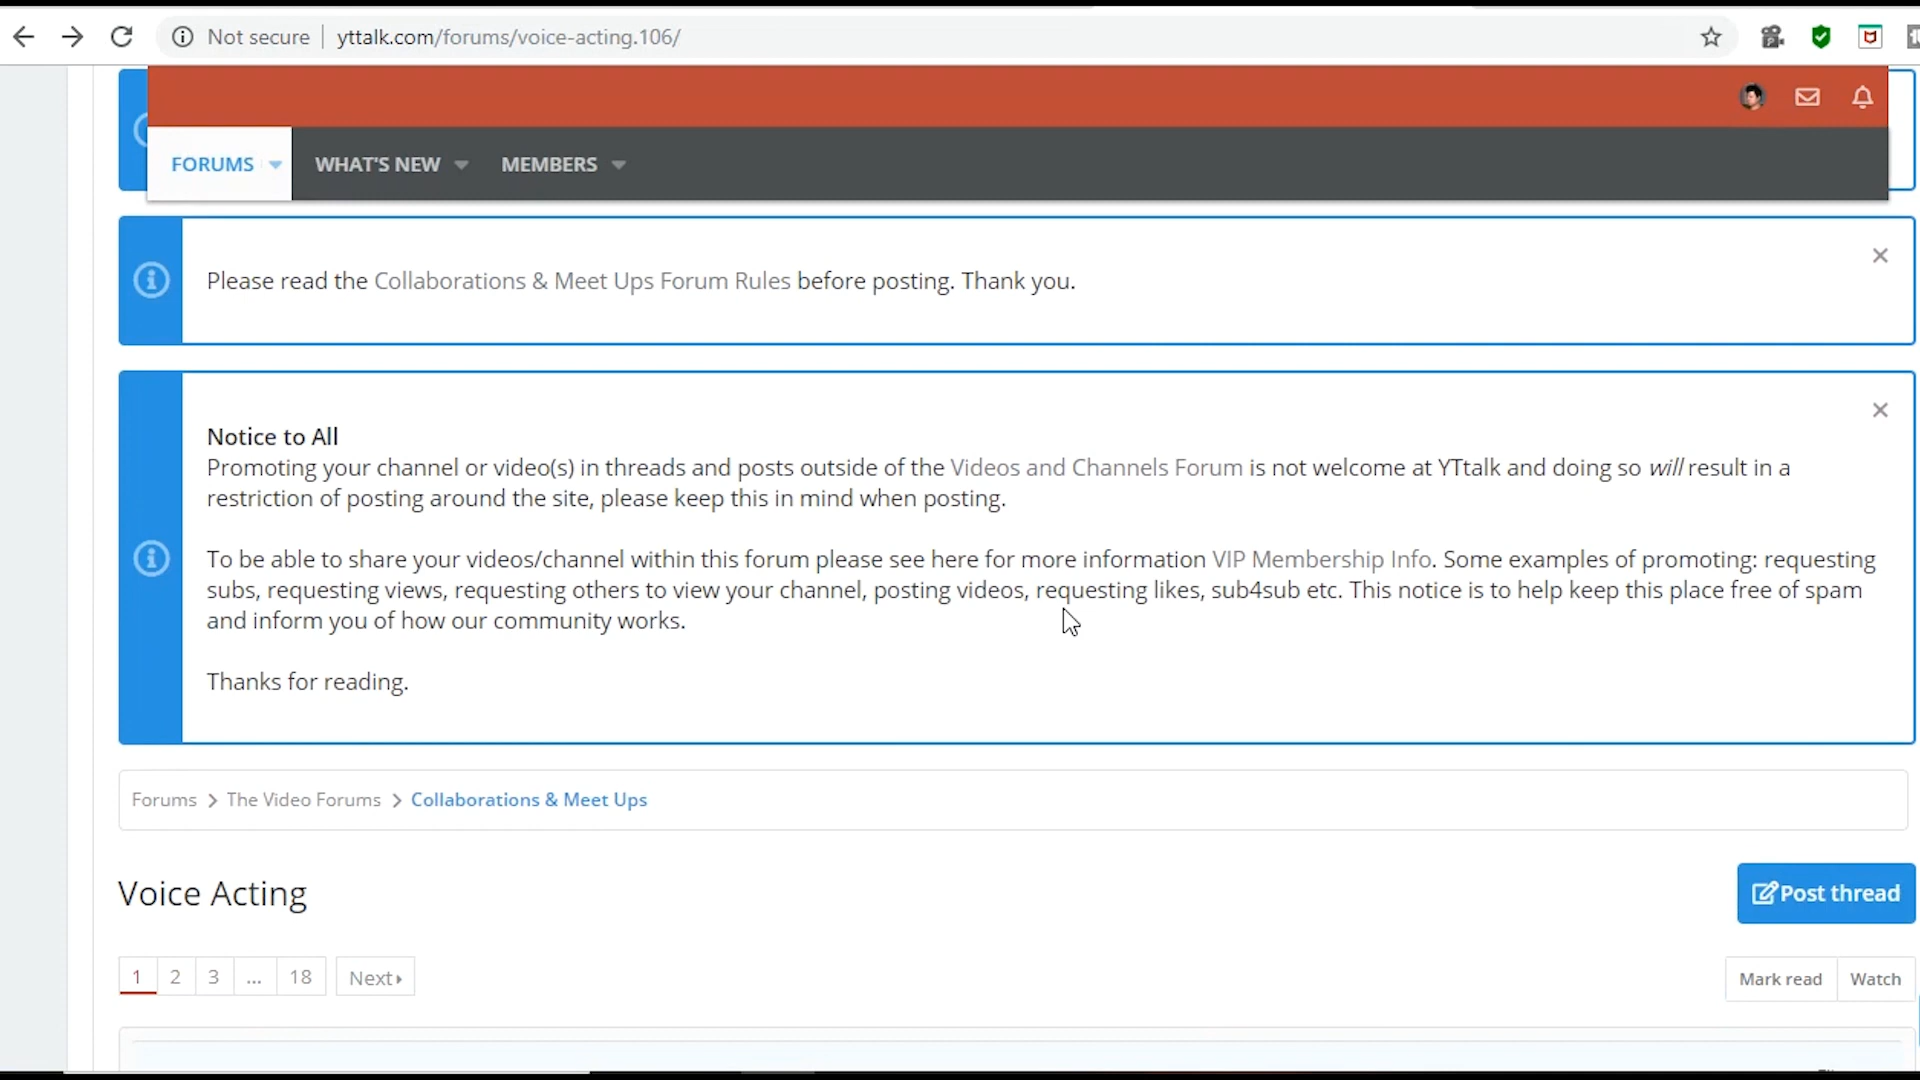 Not secure | yttalk.com/forums/voice-acting.106/
FORUMS WHAT'S NEW MEMBERS
Please read the Collaborations & Meet Ups Forum Rules before posting. Thank you.
Notice to All
Promoting your channel or video(s) in threads and posts outside of the Videos and Channels Forum is not welcome at YTtalk and doing so will result in a
restriction of posting around the site, please keep this in mind when posting.
To be able to share your videos/channel within this forum please see here for more information VIP Membership Info. Some examples of promoting: requesting
subs, requesting views, requesting others to view your channel, posting videos, requesting likes, sub4sub etc. This notice is to help keep this place free of spam
and inform you of how our community works.
Thanks for reading.
Forums > The Video Forums > Collaborations & Meet Ups
Voice Acting
Post thread
1 2 3 ... 18 Next
Mark read Watch